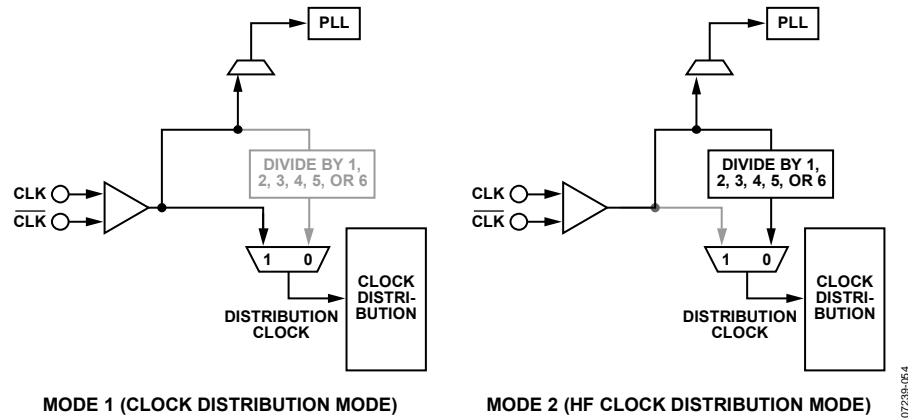 PLL
DIVIDE BY 1,
2, 3, 4, 5, OR 6
CLK
CLK
1 0
CLOCK
DISTRI-
BUTION
DISTRIBUTION
CLOCK
MODE 1 (CLOCK DISTRIBUTION MODE)
PLL
DIVIDE BY 1,
2, 3, 4, 5, OR 6
CLK
CLK
1 0
CLOCK
DISTRI-
BUTION
DISTRIBUTION
CLOCK
MODE 2 (HF CLOCK DISTRIBUTION MODE)
07239-054